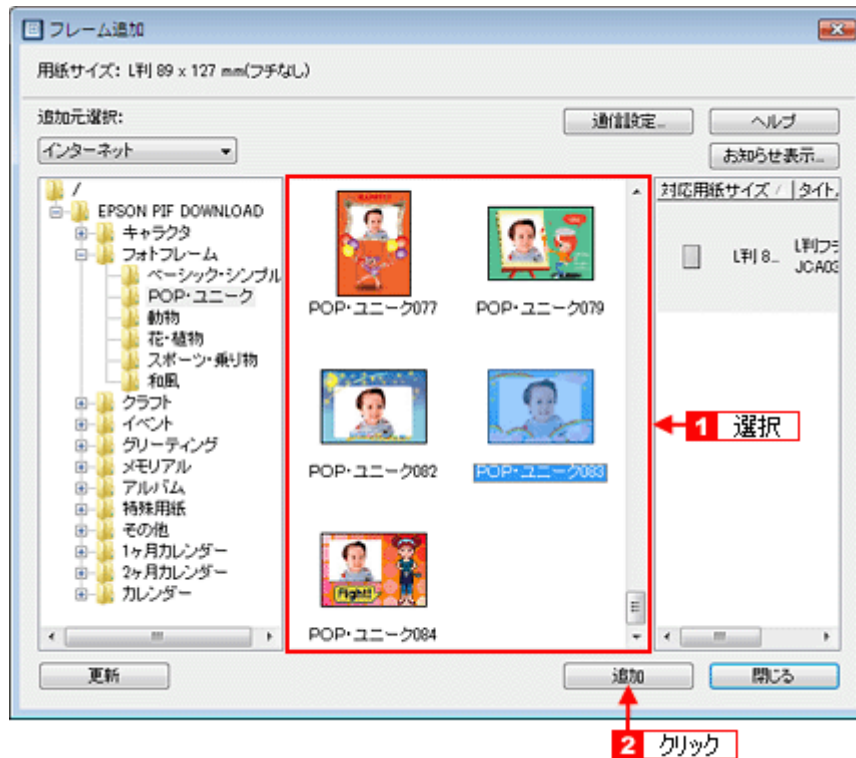 フレーム追加
用紙サイズ: L判 89 x 127 mm(フチなし)
追加元選択:
インターネット
通信設定...
ヘルプ
お知らせ表示...
/
EPSON PIF DOWNLOAD
キャラクタ
フォトフレーム
ベーシック・シンプル
POP・ユニーク
動物
花・植物
スポーツ・乗り物
和風
クラフト
イベント
グリーティング
メモリアル
アルバム
特殊用紙
その他
1ヶ月カレンダー
2ヶ月カレンダー
カレンダー
POP・ユニーク077
POP・ユニーク079
POP・ユニーク082
POP・ユニーク083
Fight!!
POP・ユニーク084
対応用紙サイズ / タイト
L判 8...
L判フ
JCA03
1 選択
更新
追加
閉じる
2 クリック